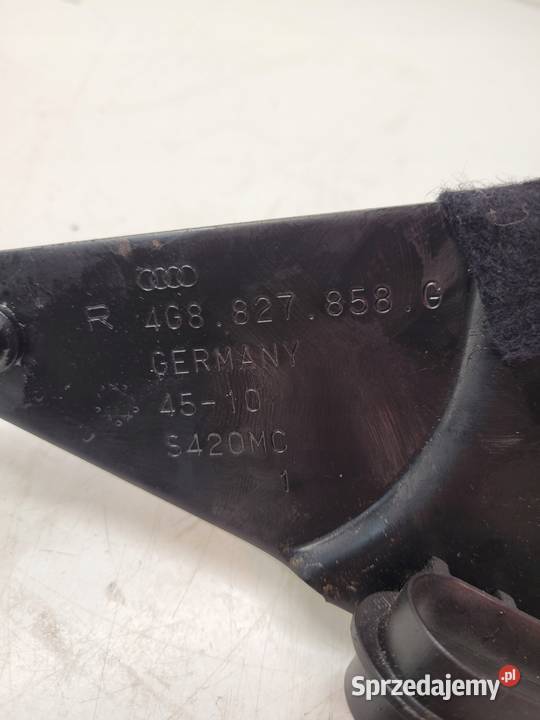 R 4G8.827.858.G
GERMANY
45-10
S420MC
1
Sprzedajemy.pl